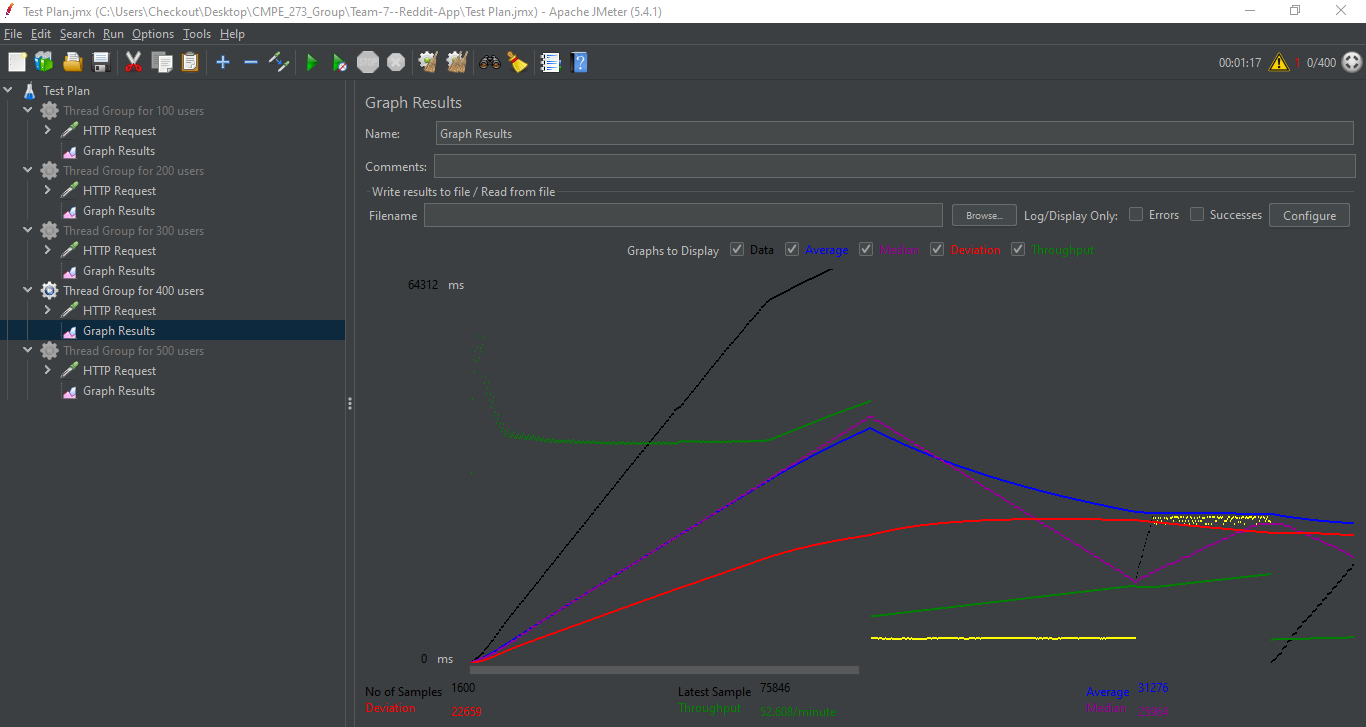 Test Plan.jmx (C:\Users\Checkout\Desktop\CMPE_273_Group\Team-7--Reddit-App\Test Plan.jmx) - Apache JMeter (5.4.1)
File Edit Search Run Options Tools Help
STOP
00:01:17 1 0/400
Test Plan
Thread Group for 100 users
HTTP Request
Graph Results
Thread Group for 200 users
HTTP Request
Graph Results
Thread Group for 300 users
HTTP Request
Graph Results
Thread Group for 400 users
HTTP Request
Graph Results
Thread Group for 500 users
HTTP Request
Graph Results
Graph Results
Name: Graph Results
Comments:
Write results to file / Read from file
Filename Browse... Log/Display Only: Errors Successes Configure
Graphs to Display Data Average Median Deviation Throughput
64312 ms
0 ms
No of Samples 1600 Latest Sample 75846 Average 31276
Deviation 22659 Throughput 52.608/minute Median